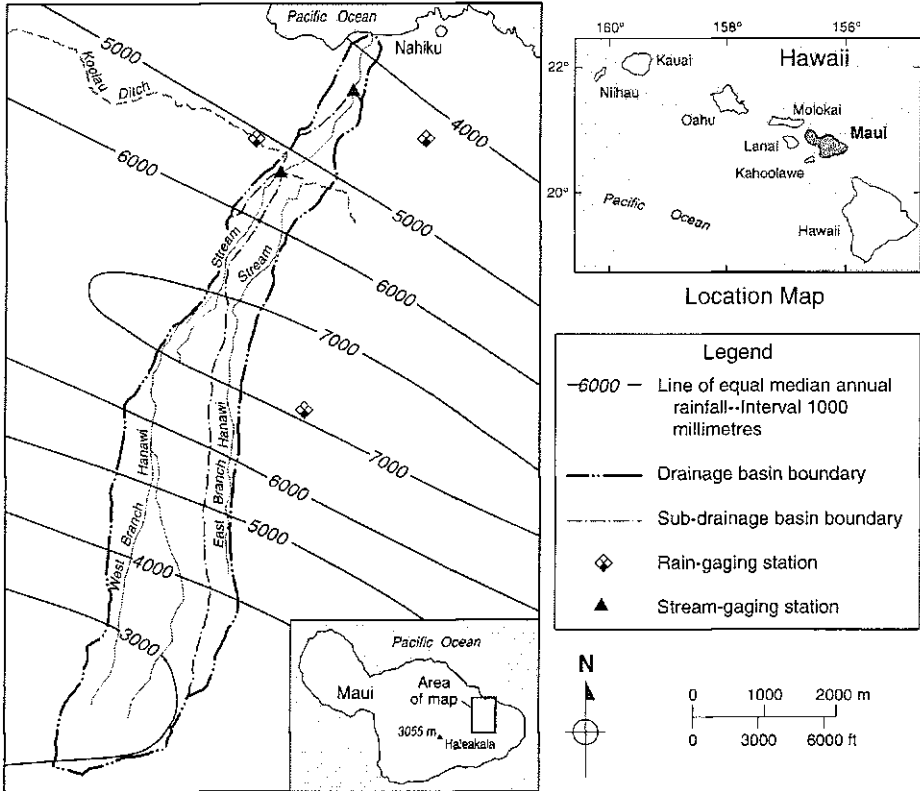 Pacific Ocean
Nahiku
5000
Koolau
Ditch
4000
6000
5000
Stream
Stream
6000
7000
7000
6000
5000
4000
3000
West Branch Hanawi
East Branch Hanawi
Pacific Ocean
Maui
Area
of map
3055 m
Haleakala
160°
158°
156°
22°
20°
Hawaii
Kauai
Niihau
Oahu
Molokai
Lanai
Maui
Kahoolawe
Pacific Ocean
Hawaii
Location Map
Legend
6000
Line of equal median annual
rainfall--Interval 1000
millimetres
Drainage basin boundary
Sub-drainage basin boundary
Rain-gaging station
Stream-gaging station
N
0 1000 2000 m
0 3000 6000 ft